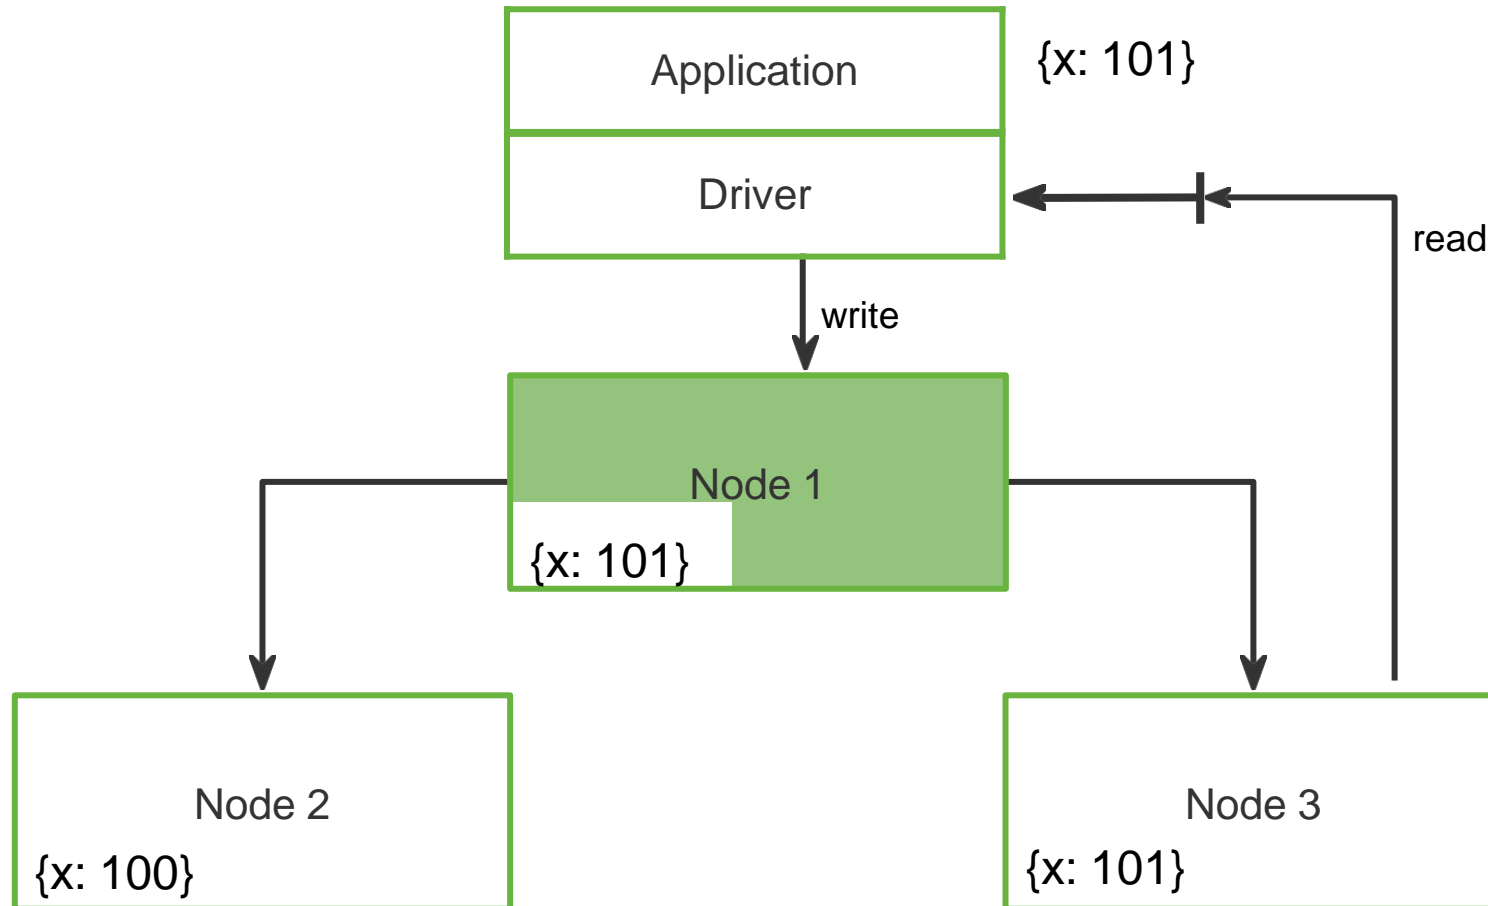 Application
{x: 101}
Driver
read
write
Node 1
{x: 101}
Node 2
{x: 100}
Node 3
{x: 101}